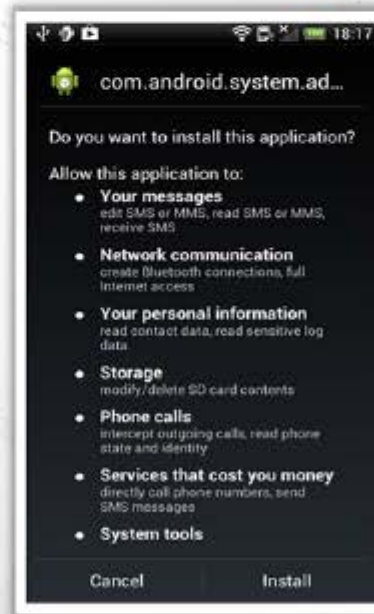 18:17
com.android.system.ad...
Do you want to install this application?
Allow this application to:
● Your messages
edit SMS or MMS, read SMS or MMS,
receive SMS
● Network communication
create Bluetooth connections, full
Internet access
● Your personal information
read contact data, read sensitive log
data
● Storage
modify/delete SD card contents
● Phone calls
intercept outgoing calls, read phone
state and identity
● Services that cost you money
directly call phone numbers, send
SMS messages
● System tools
Cancel Install